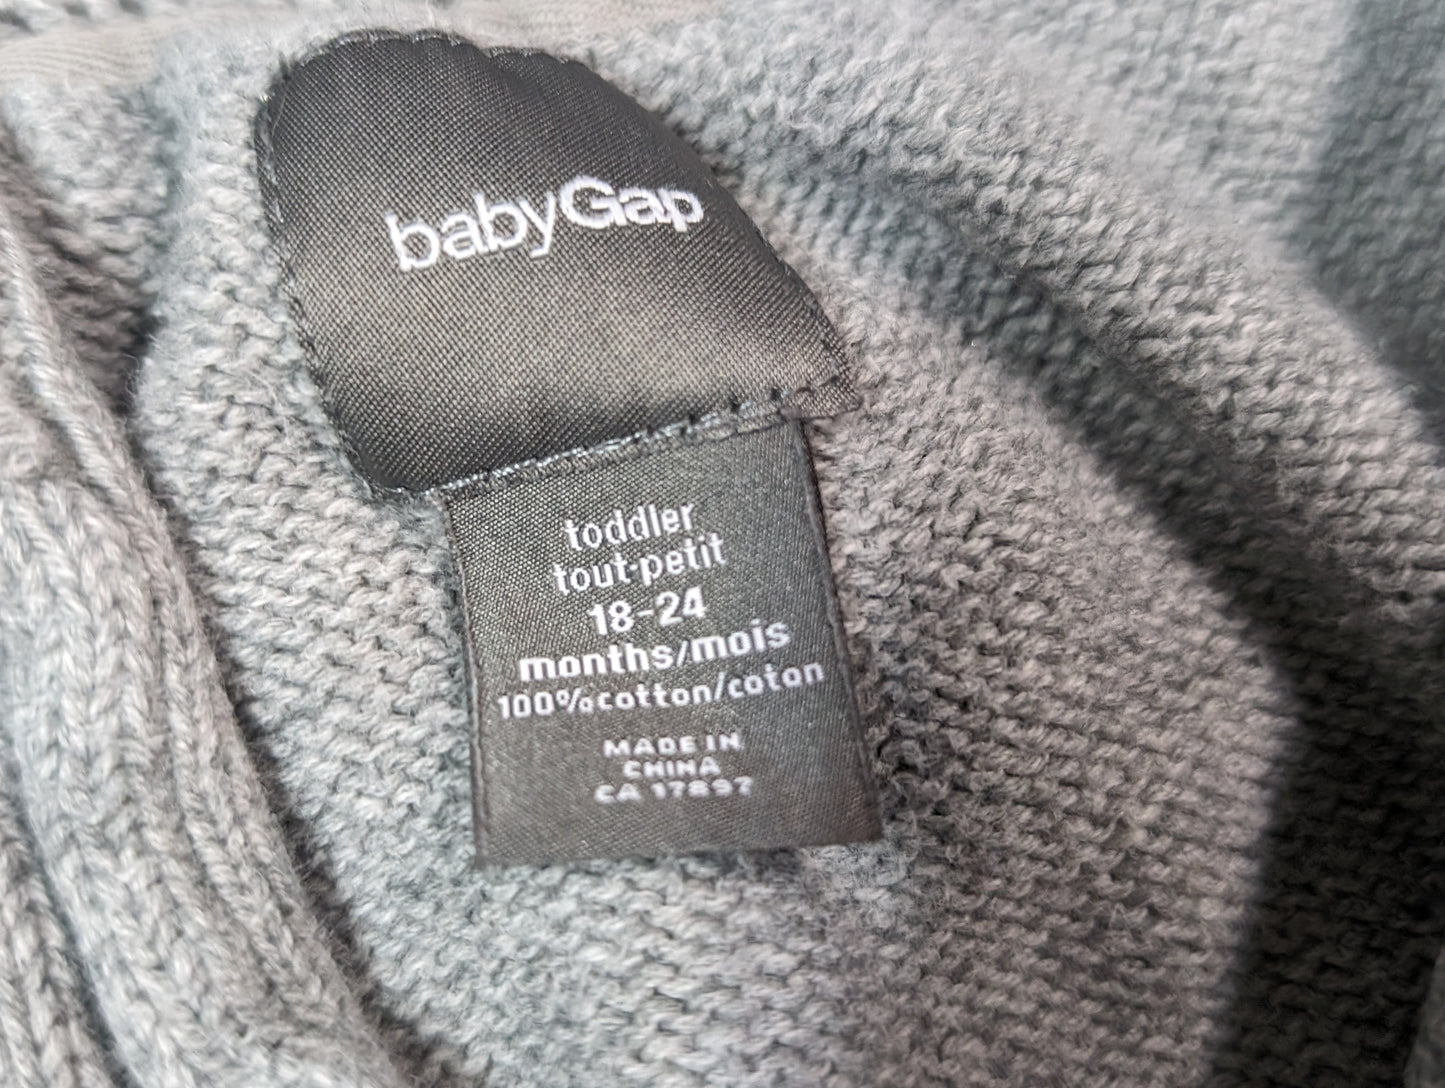 babyGap
toddler
tout-petit
18-24
months/mois
100% cotton/coton
MADE IN
CHINA
CA 17897